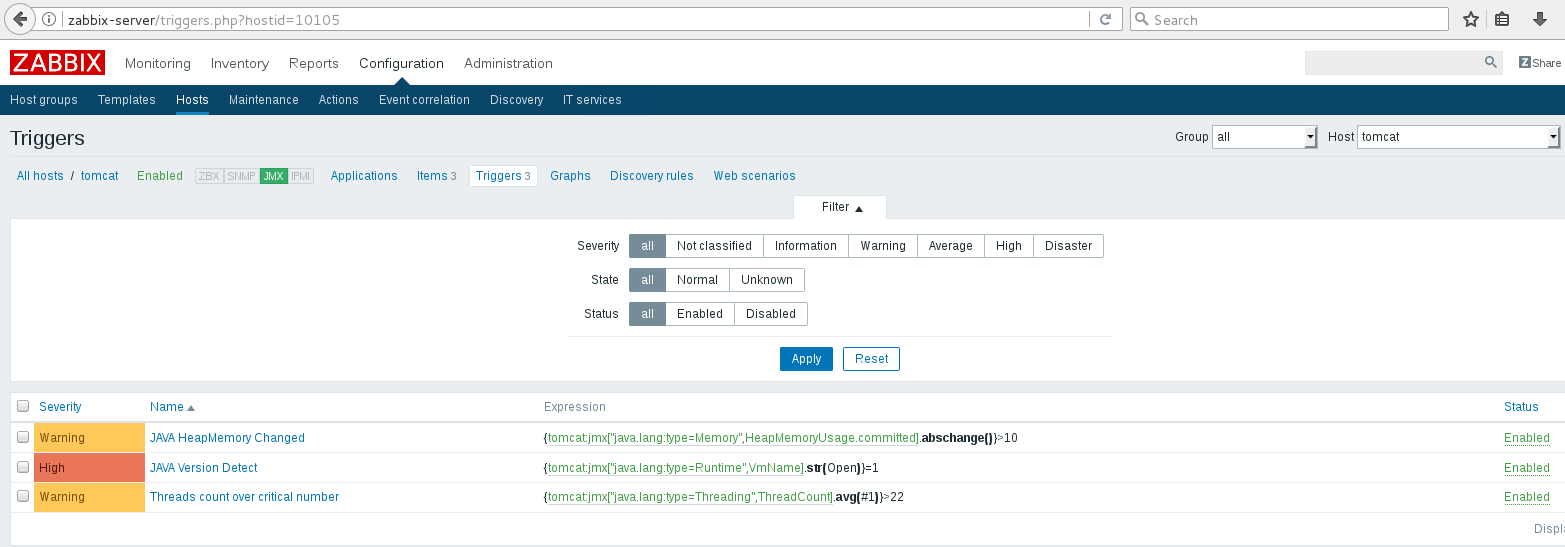 zabbix-server/triggers.php?hostid=10105 Search
ZABBIX Monitoring Inventory Reports Configuration Administration Z Share
Host groups Templates Hosts Maintenance Actions Event correlation Discovery IT services
Triggers Group all Host tomcat
All hosts / tomcat Enabled ZBX SNMP JMX IPMI Applications Items 3 Triggers 3 Graphs Discovery rules Web scenarios
Filter
Severity all Not classified Information Warning Average High Disaster
State all Normal Unknown
Status all Enabled Disabled
Apply Reset
Severity Name Expression Status
Warning JAVA HeapMemory Changed {tomcat:jmx["java.lang:type=Memory",HeapMemoryUsage.committed].abschange()}>10 Enabled
High JAVA Version Detect {tomcat:jmx["java.lang:type=Runtime",VmName].str(Open)}=1 Enabled
Warning Threads count over critical number {tomcat:jmx["java.lang:type=Threading",ThreadCount].avg(#1)}>22 Enabled
Displa